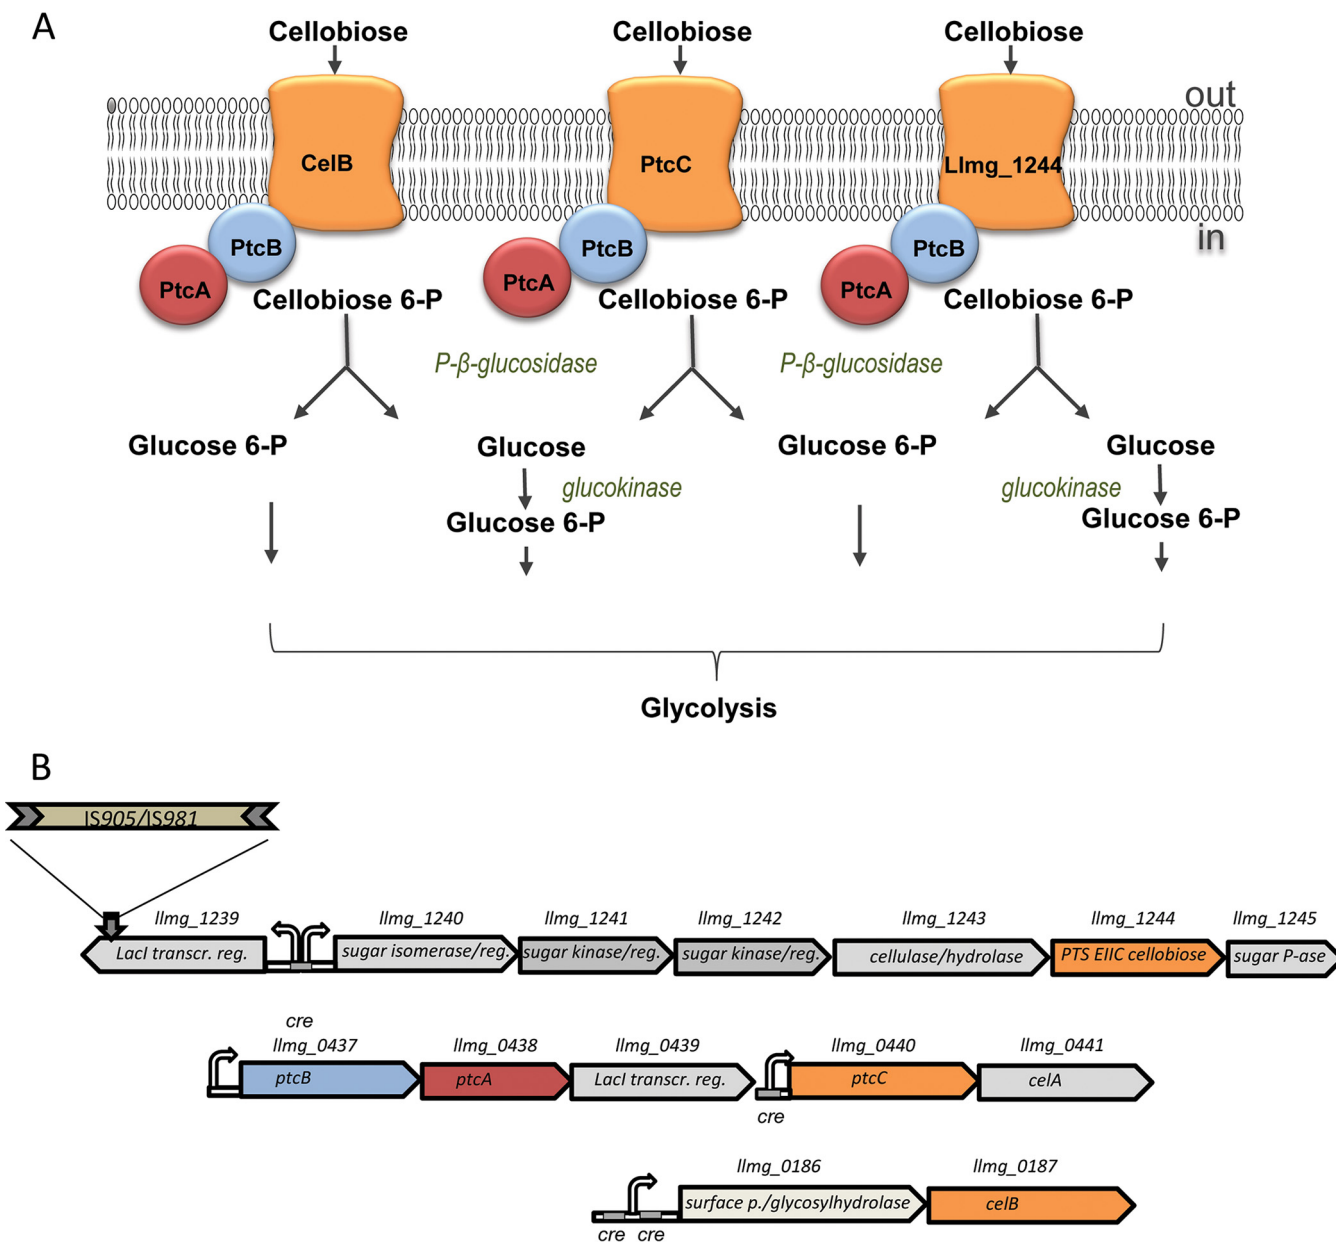 A
Cellobiose Cellobiose Cellobiose
out
CelB PtcC Llmg_1244
in
PtcB PtcB PtcB
PtcA PtcA PtcA
Cellobiose 6-P Cellobiose 6-P Cellobiose 6-P
P-β-glucosidase P-β-glucosidase
Glucose 6-P Glucose Glucose 6-P Glucose
glucokinase glucokinase
Glucose 6-P Glucose 6-P
Glycolysis
B
IS905/IS981
llmg_1239 llmg_1240 llmg_1241 llmg_1242 llmg_1243 llmg_1244 llmg_1245
LacI transcr. reg. sugar isomerase/reg. sugar kinase/reg. sugar kinase/reg. cellulase/hydrolase PTS EIIC cellobiose sugar P-ase
cre
llmg_0437 llmg_0438 llmg_0439 llmg_0440 llmg_0441
ptcB ptcA LacI transcr. reg. ptcC celA
cre
llmg_0186 llmg_0187
surface p./glycosylhydrolase celB
cre cre